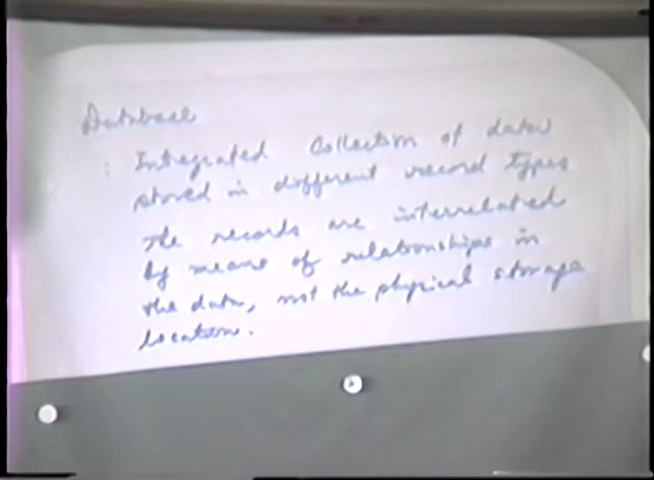 Database
: Integrated Collection of data
stored in different record types
The records are interrelated
by means of relationships in
the data, not the physical storage
location.